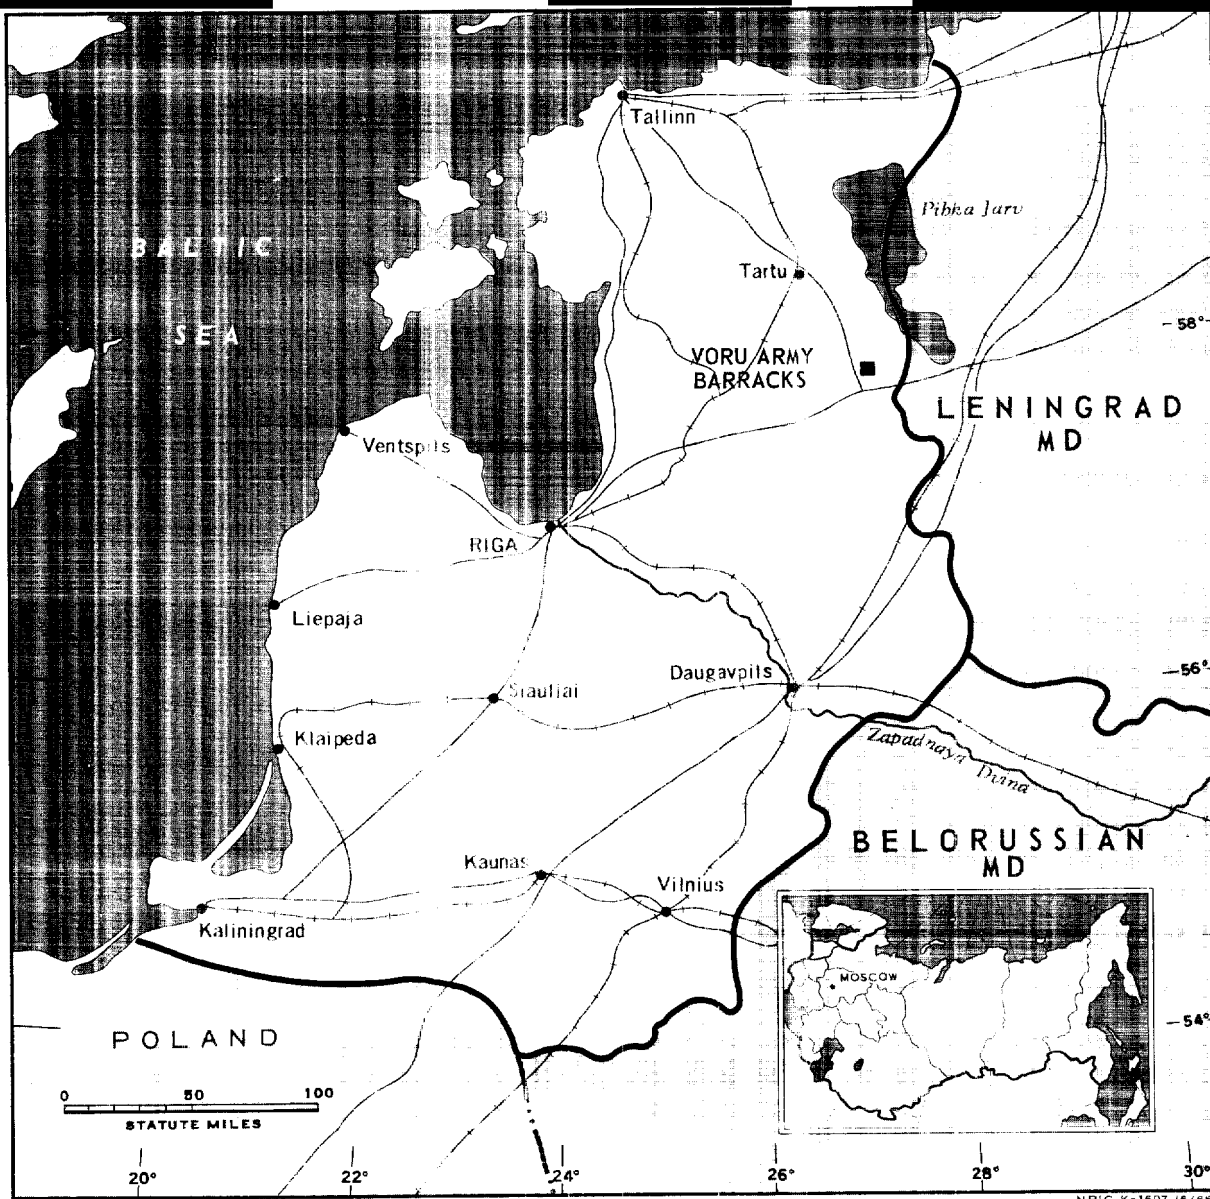 Tallinn
Pihka Jarv
BALTIC
SEA
Tartu
58°
VORU ARMY
BARRACKS
LENINGRAD
MD
Ventspils
RIGA
Liepaja
Daugavpils
56°
Siauliai
Klaipeda
Zapadnaya Dvina
BELORUSSIAN
MD
Kaunas
Vilnius
Kaliningrad
MOSCOW
54°
POLAND
0 50 100
STATUTE MILES
20° 22° 24° 26° 28° 30°